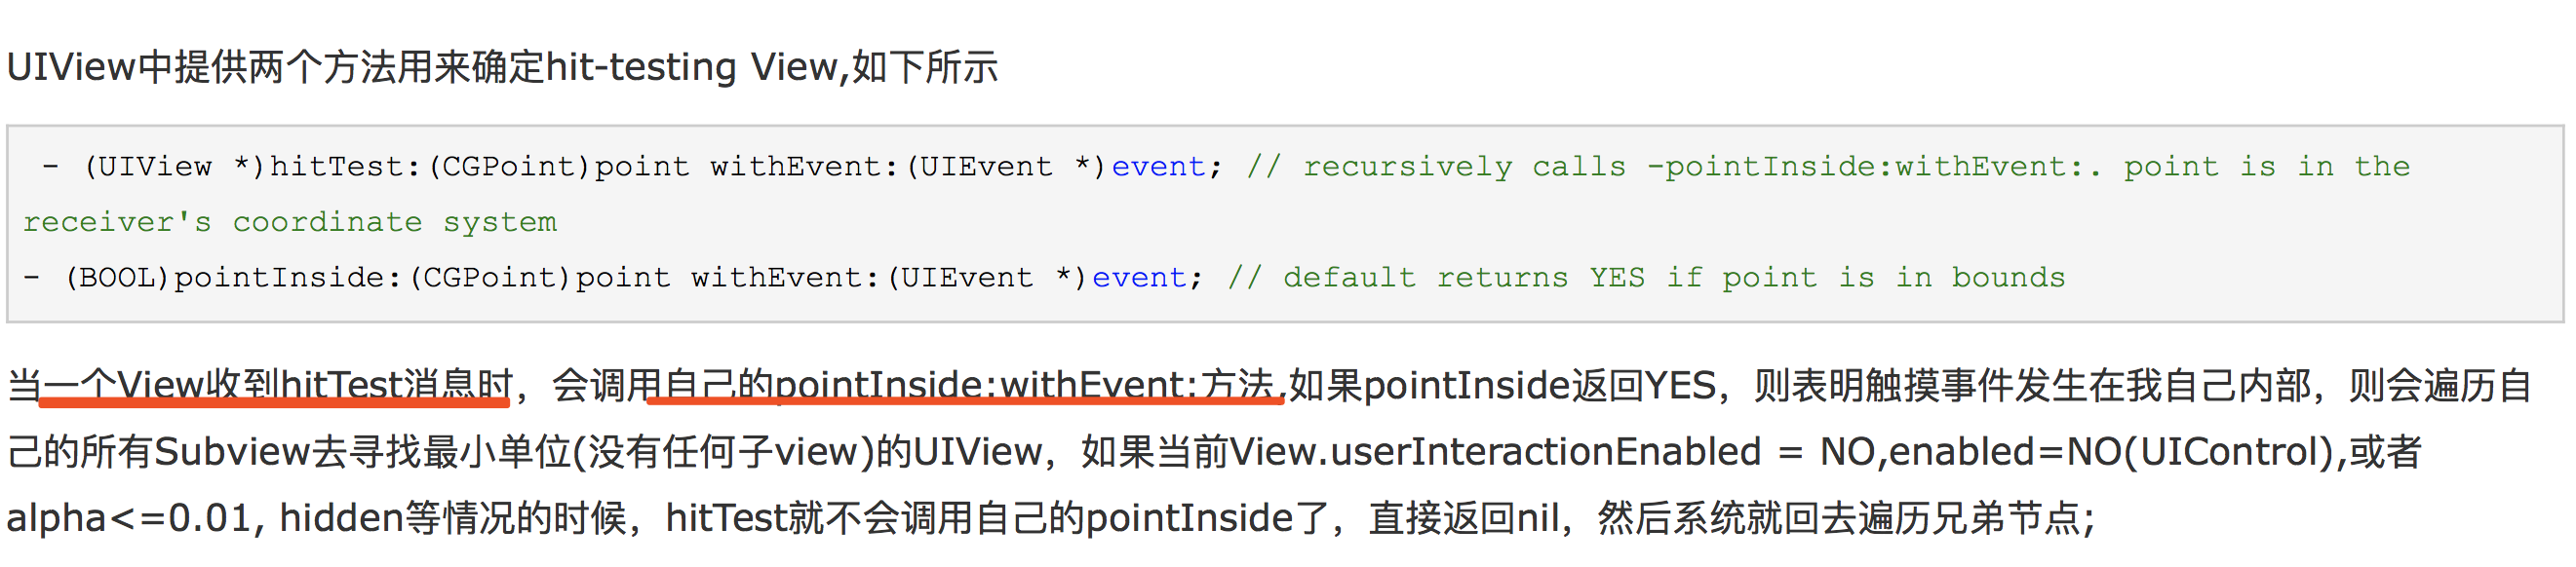 UIView中提供两个方法用来确定hit-testing View,如下所示
- (UIView *)hitTest:(CGPoint)point withEvent:(UIEvent *)event; // recursively calls -pointInside:withEvent:. point is in the
receiver's coordinate system
- (BOOL)pointInside:(CGPoint)point withEvent:(UIEvent *)event; // default returns YES if point is in bounds
当一个View收到hitTest消息时，会调用自己的pointInside:withEvent:方法,如果pointInside返回YES，则表明触摸事件发生在我自己内部，则会遍历自
己的所有Subview去寻找最小单位(没有任何子view)的UIView，如果当前View.userInteractionEnabled = NO,enabled=NO(UIControl),或者
alpha<=0.01, hidden等情况的时候，hitTest就不会调用自己的pointInside了，直接返回nil，然后系统就回去遍历兄弟节点;